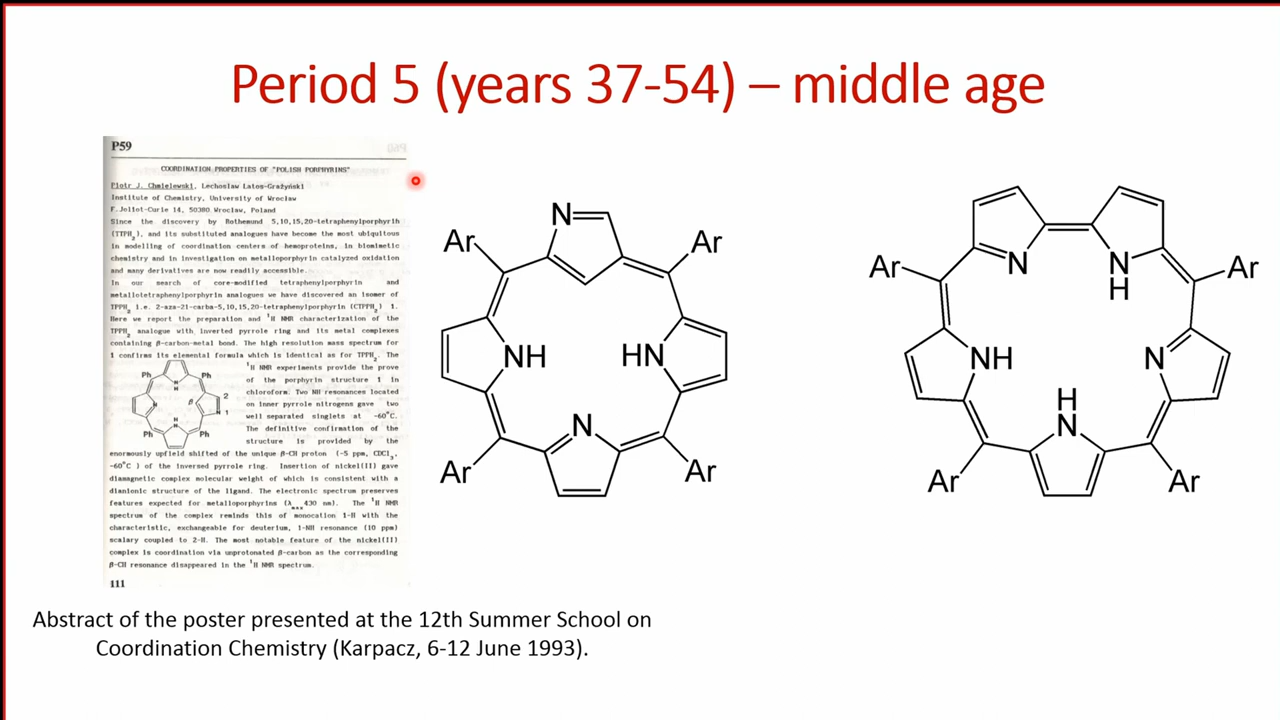 Period 5 (years 37-54) – middle age
P59
COORDINATION PROPERTIES OF "POLISH PORPHYRINS"
Piotr J. Chmielewski, Lechosław Latos-Grażyński
Institute of Chemistry, University of Wrocław
F. Joliot-Curie 14, 50380 Wrocław, Poland
Since the discovery by Rothemund 5,10,15,20-tetraphenylporphyrin
(TTPH2), and its substituted analogues have become the most ubiquitous
in modelling of coordination centers of hemoproteins, in biomimetic
chemistry and in investigation on metalloporphyrin catalyzed oxidation
and many derivatives are now readily accessible.
In our search of core-modified tetraphenylporphyrin and
metallotetraphenylporphyrin analogues we have discovered an isomer of
TPPH2 i.e. 2-aza-21-carba-5,10,15,20-tetraphenylporphyrin (CTPPH2) 1.
Here we report the preparation and 1H NMR characterization of the
TPPH2 analogue with inverted pyrrole ring and its metal complexes
containing β-carbon-metal bond. The high resolution mass spectrum for
1 confirms its elemental formula which is identical as for TPPH2. The
1H NMR experiments provide the prove
of the porphyrin structure 1 in
chloroform. Two NH resonances located
on inner pyrrole nitrogens gave two
well separated singlets at -60°C.
The definitive confirmation of the
structure is provided by the
enormously upfield shifted of the unique β-CH proton (-5 ppm, CDCl3,
-60°C ) of the inversed pyrrole ring. Insertion of nickel(II) gave
diamagnetic complex molecular weight of which is consistent with a
dianionic structure of the ligand. The electronic spectrum preserves
features expected for metalloporphyrins (λmax 430 nm). The 1H NMR
spectrum of the complex reminds this of monocation 1-H with the
characteristic, exchangeable for deuterium, 1-NH resonance (10 ppm)
scalary coupled to 2-H. The most notable feature of the nickel(II)
complex is coordination via unprotonated β-carbon as the corresponding
β-CH resonance disappeared in the 1H NMR spectrum.
Ph
Ph
N
H
N
N
β
2
1
H
N
Ph
Ph
111
Abstract of the poster presented at the 12th Summer School on
Coordination Chemistry (Karpacz, 6-12 June 1993).
N
Ar
Ar
NH
HN
N
Ar
Ar
N
N
H
Ar
Ar
NH
N
H
N
Ar
Ar